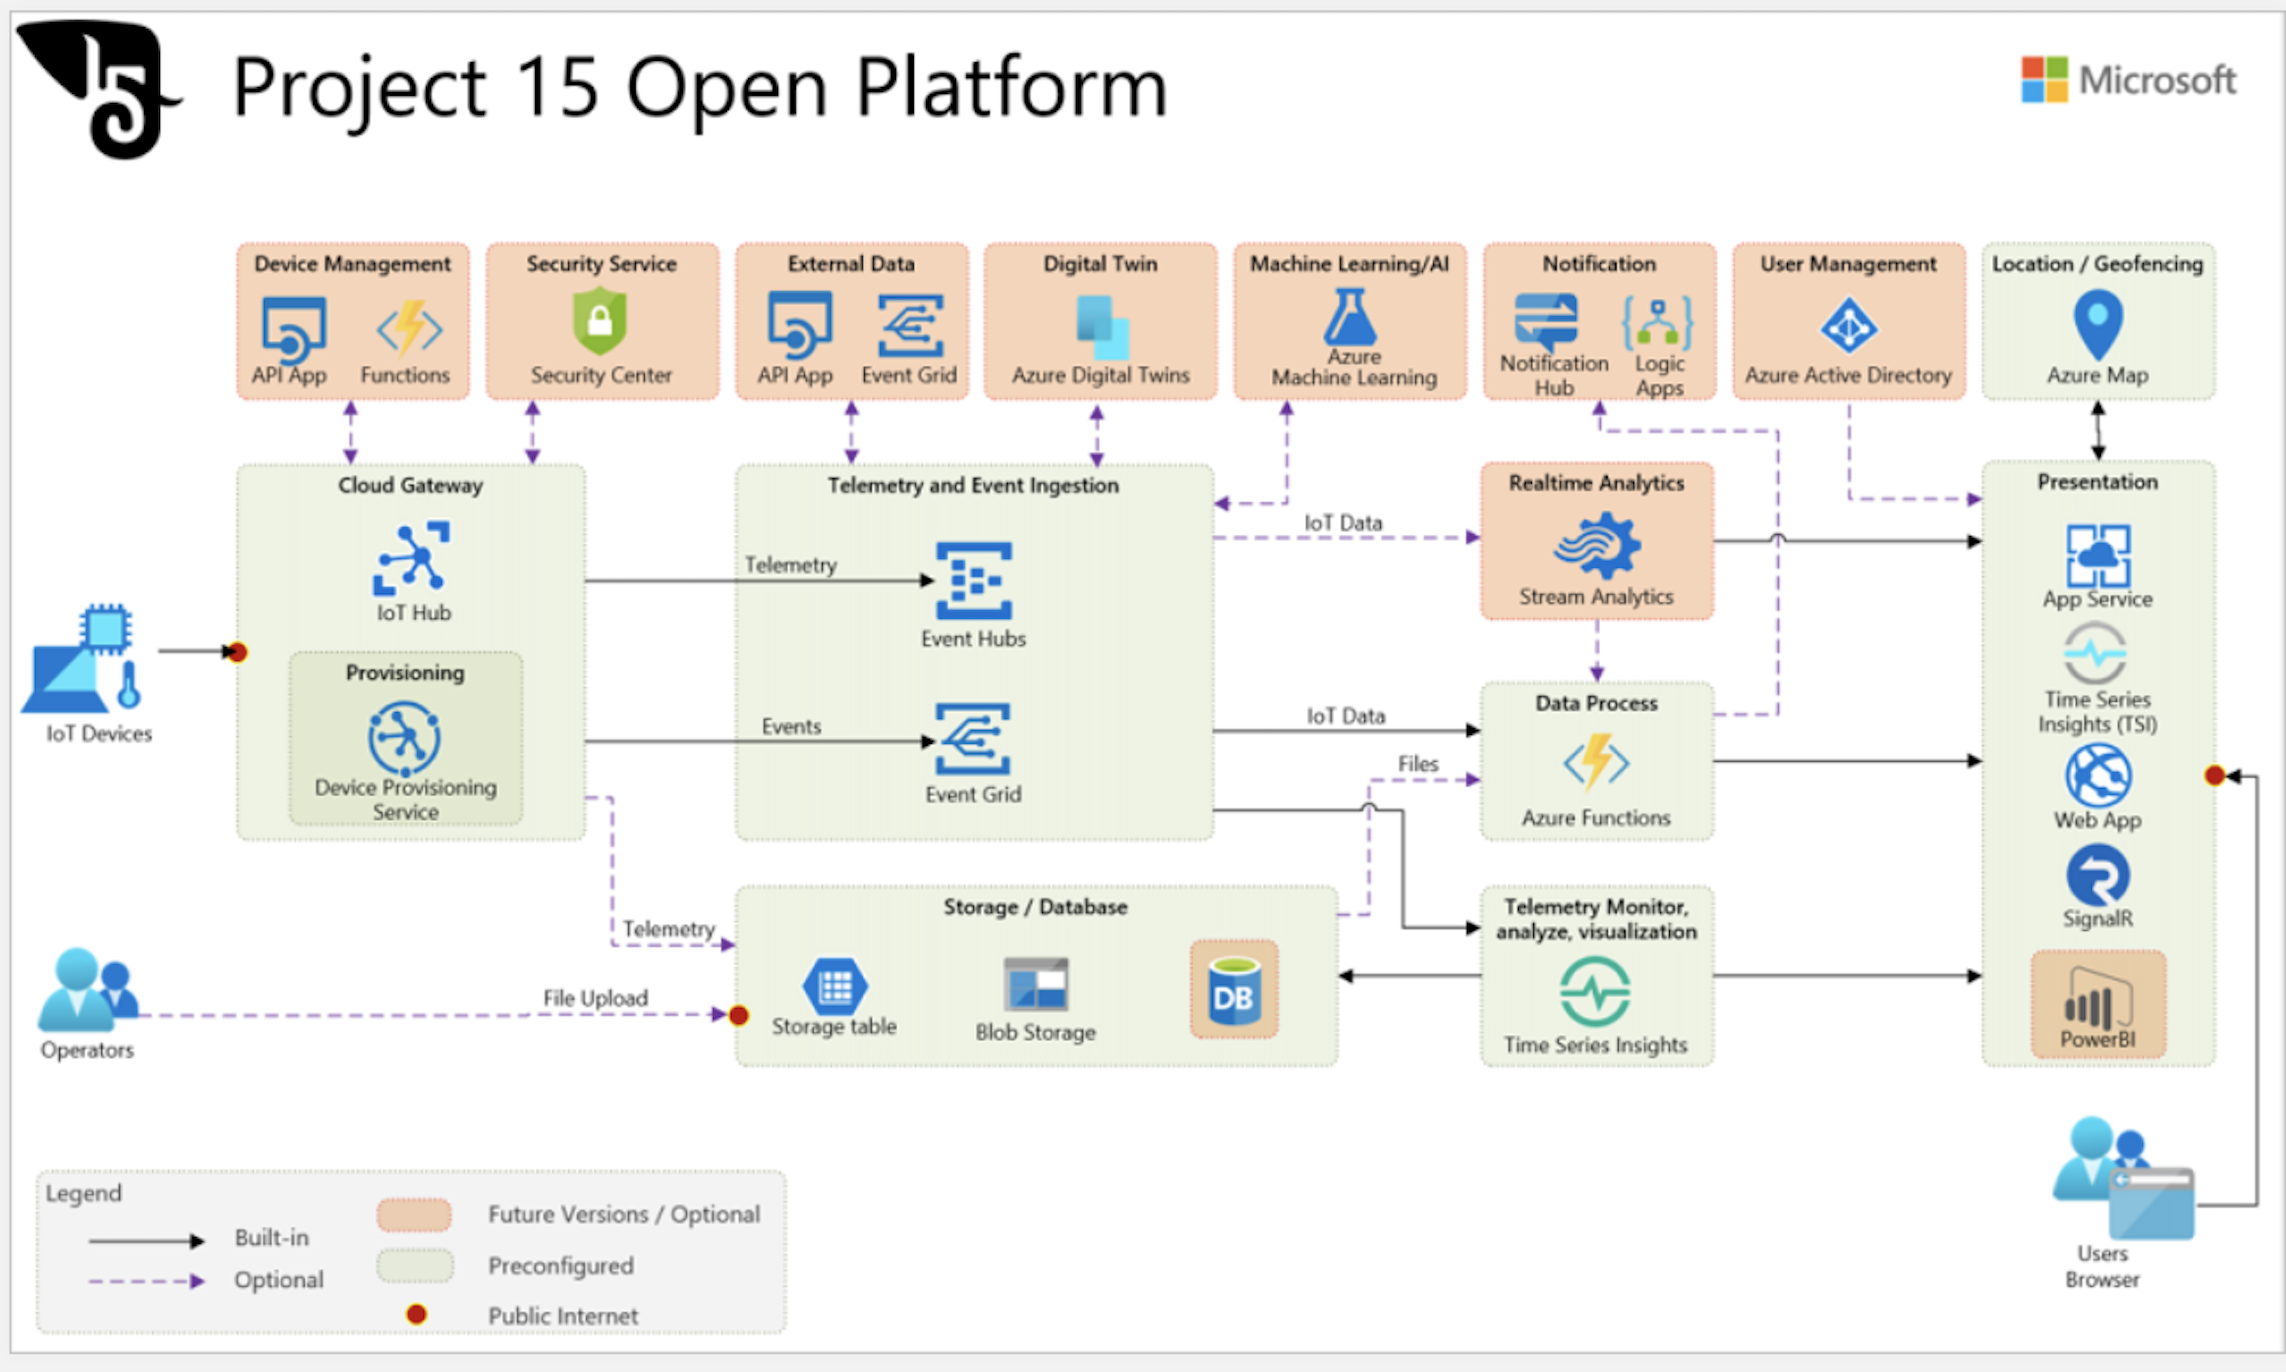 Project 15 Open Platform
Microsoft
Device Management
API App
Functions
Security Service
Security Center
External Data
API App
Event Grid
Digital Twin
Azure Digital Twins
Machine Learning/AI
Azure
Machine Learning
Notification
Notification
Hub
Logic
Apps
User Management
Azure Active Directory
Location / Geofencing
Azure Map
Cloud Gateway
IoT Hub
Provisioning
Device Provisioning
Service
Telemetry and Event Ingestion
Telemetry
Event Hubs
Events
Event Grid
IoT Data
Realtime Analytics
Stream Analytics
IoT Data
Files
Data Process
Azure Functions
Presentation
App Service
Time Series
Insights (TSI)
Web App
SignalR
PowerBI
IoT Devices
Telemetry
File Upload
Operators
Storage / Database
Storage table
Blob Storage
DB
Telemetry Monitor,
analyze, visualization
Time Series Insights
Users
Browser
Legend
Built-in
Optional
Future Versions / Optional
Preconfigured
Public Internet